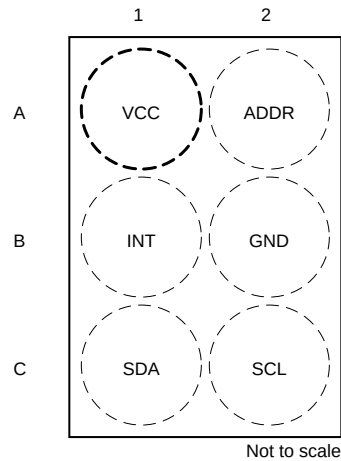 1 2
A VCC ADDR
B INT GND
C SDA SCL
Not to scale